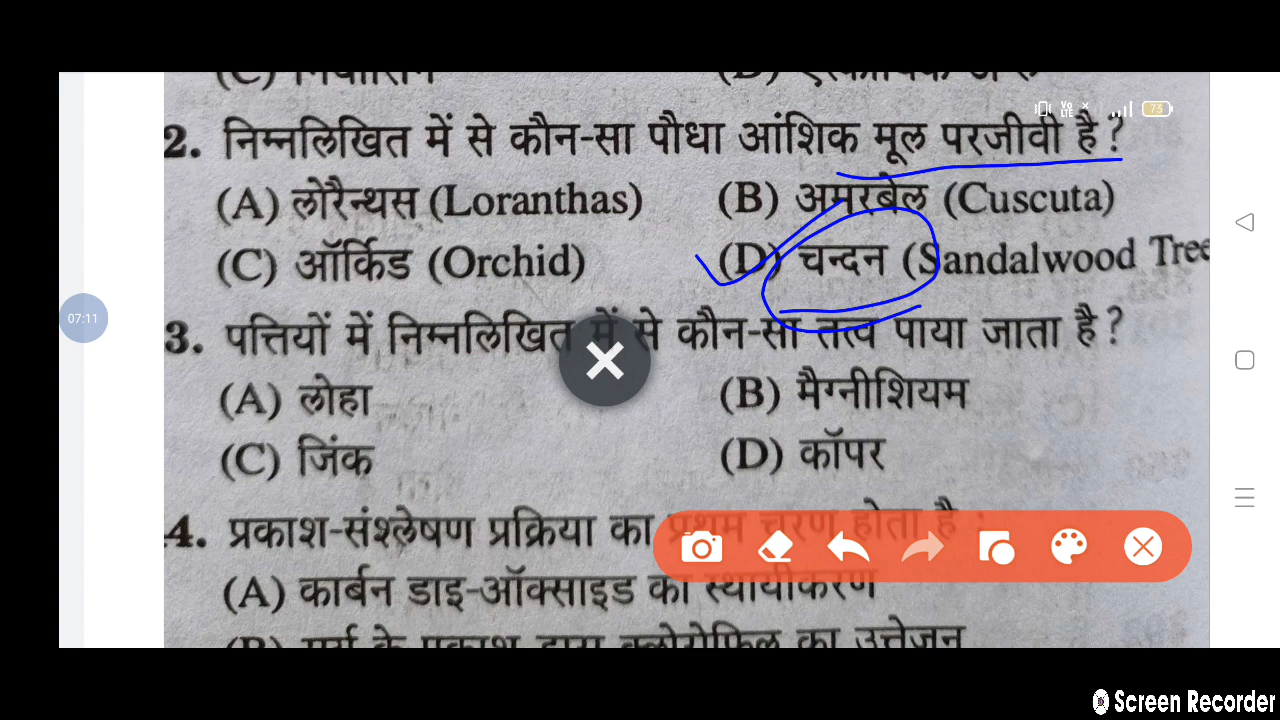 2. निम्नलिखित में से कौन-सा पौधा आंशिक मूल परजीवी है?
(A) लोरैन्थस (Loranthas) (B) अमरबेल (Cuscuta)
(C) ऑर्किड (Orchid) (D) चन्दन (Sandalwood Tree
3. पत्तियों में निम्नलिखित में से कौन-सा तत्व पाया जाता है?
(A) लोहा (B) मैग्नीशियम
(C) जिंक (D) कॉपर
4. प्रकाश-संश्लेषण प्रक्रिया का प्रथम चरण होता है :
(A) कार्बन डाइ-ऑक्साइड का स्थायीकरण
73
07:11
Screen Recorder